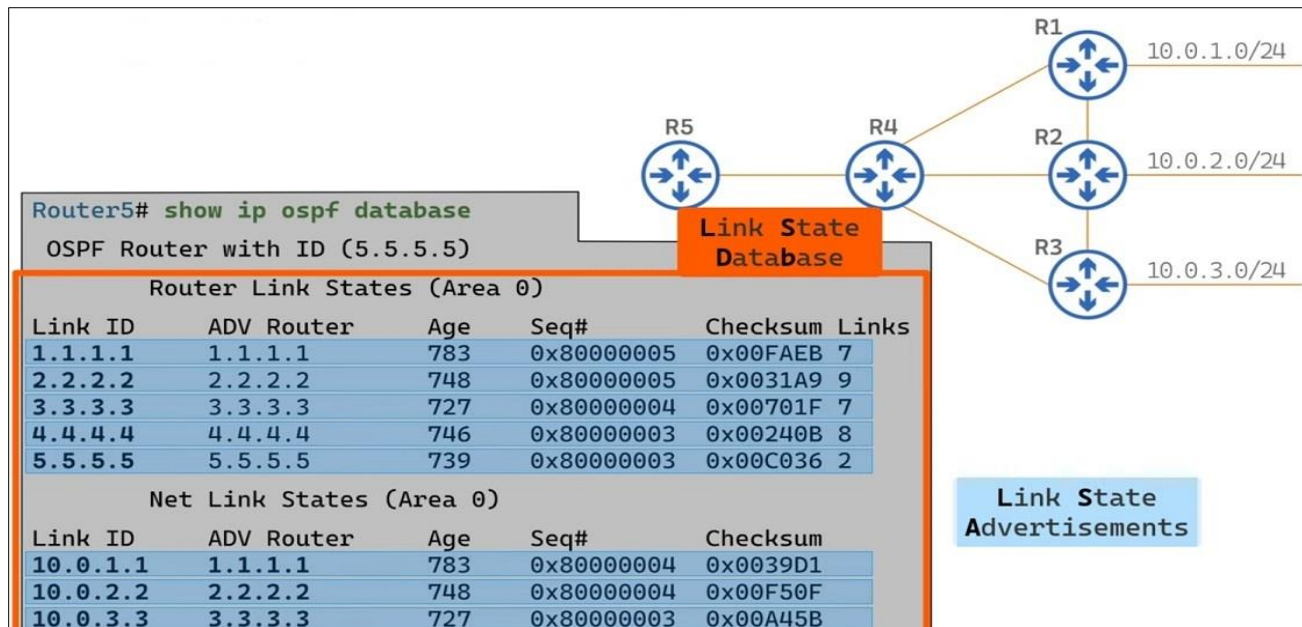 R1
10.0.1.0/24
R5
R4
R2
10.0.2.0/24
R3
10.0.3.0/24
Link State
DataBase
Router5# show ip ospf database
OSPF Router with ID (5.5.5.5)
Router Link States (Area 0)
Link ID ADV Router Age Seq# Checksum Links
1.1.1.1 1.1.1.1 783 0x80000005 0x00FAEB 7
2.2.2.2 2.2.2.2 748 0x80000005 0x0031A9 9
3.3.3.3 3.3.3.3 727 0x80000004 0x00701F 7
4.4.4.4 4.4.4.4 746 0x80000003 0x00240B 8
5.5.5.5 5.5.5.5 739 0x80000003 0x00C036 2
Net Link States (Area 0)
Link ID ADV Router Age Seq# Checksum
10.0.1.1 1.1.1.1 783 0x80000004 0x0039D1
10.0.2.2 2.2.2.2 748 0x80000004 0x00F50F
10.0.3.3 3.3.3.3 727 0x80000003 0x00A45B
Link State
Advertisements